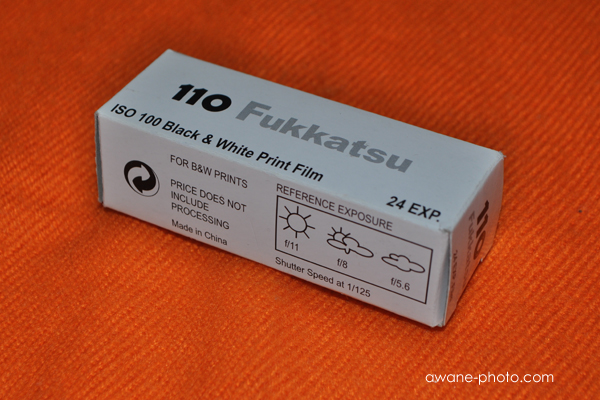 110 Fukkatsu
ISO 100 Black & White Print Film
24 EXP.
FOR B&W PRINTS
PRICE DOES NOT
INCLUDE
PROCESSING
Made in China
REFERENCE EXPOSURE
f/11
f/8
f/5.6
Shutter Speed at 1/125
110
awane-photo.com